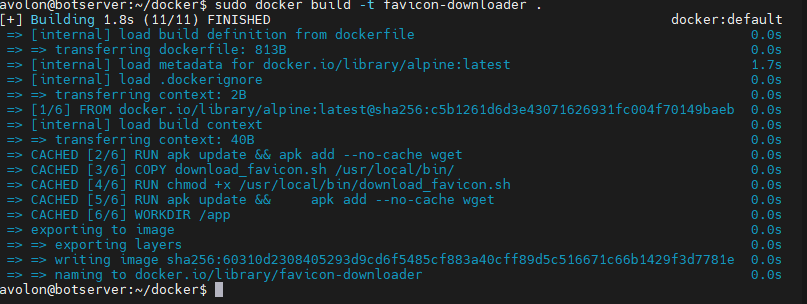 avolon@botserver:~/docker$ sudo docker build -t favicon-downloader .
[+] Building 1.8s (11/11) FINISHED docker:default
=> [internal] load build definition from dockerfile 0.0s
=> => transferring dockerfile: 813B 0.0s
=> [internal] load metadata for docker.io/library/alpine:latest 1.7s
=> [internal] load .dockerignore 0.0s
=> => transferring context: 2B 0.0s
=> [1/6] FROM docker.io/library/alpine:latest@sha256:c5b1261d6d3e43071626931fc004f70149baeb 0.0s
=> [internal] load build context 0.0s
=> => transferring context: 40B 0.0s
=> CACHED [2/6] RUN apk update && apk add --no-cache wget 0.0s
=> CACHED [3/6] COPY download_favicon.sh /usr/local/bin/ 0.0s
=> CACHED [4/6] RUN chmod +x /usr/local/bin/download_favicon.sh 0.0s
=> CACHED [5/6] RUN apk update &&     apk add --no-cache wget 0.0s
=> CACHED [6/6] WORKDIR /app 0.0s
=> exporting to image 0.0s
=> => exporting layers 0.0s
=> => writing image sha256:60310d2308405293d9cd6f5485cf883a40cff89d5c516671c66b1429f3d7781e 0.0s
=> => naming to docker.io/library/favicon-downloader 0.0s
avolon@botserver:~/docker$